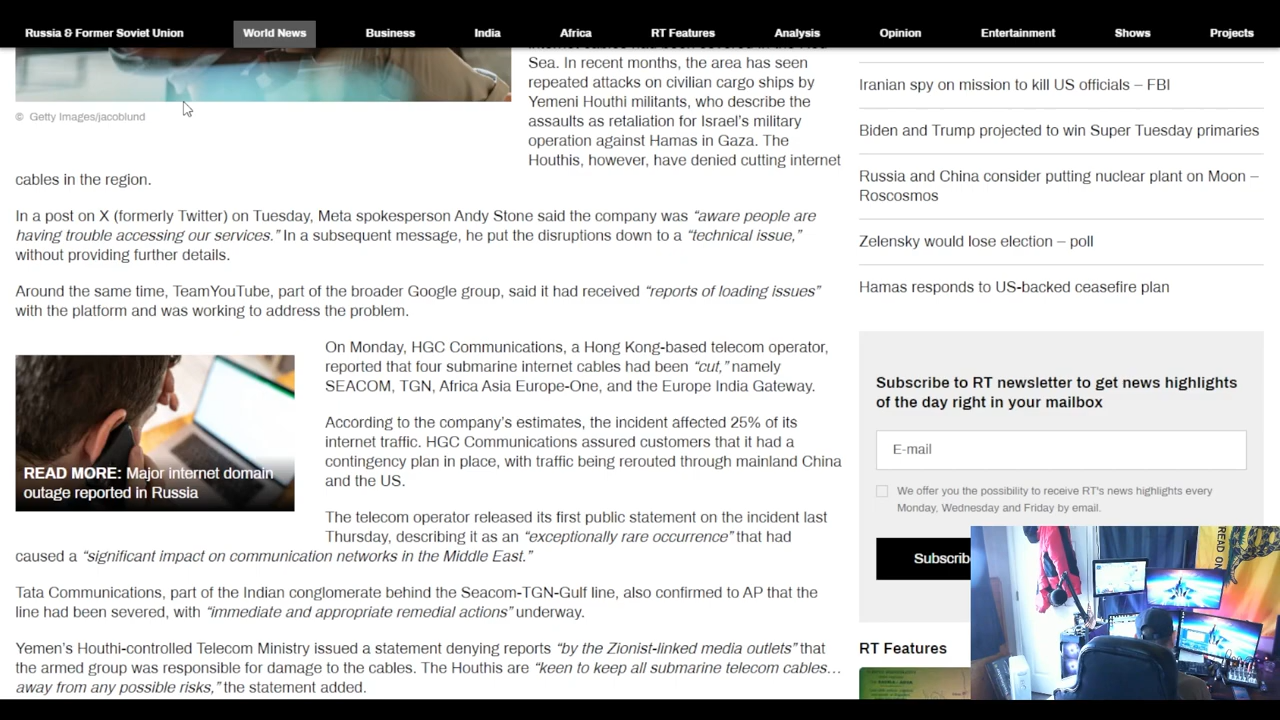 Russia & Former Soviet Union
World News
Business
India
Africa
RT Features
Analysis
Opinion
Entertainment
Shows
Projects
Sea. In recent months, the area has seen
repeated attacks on civilian cargo ships by
Yemeni Houthi militants, who describe the
assaults as retaliation for Israel’s military
operation against Hamas in Gaza. The
Houthis, however, have denied cutting internet
cables in the region.
© Getty Images/jacoblund
In a post on X (formerly Twitter) on Tuesday, Meta spokesperson Andy Stone said the company was “aware people are
having trouble accessing our services.” In a subsequent message, he put the disruptions down to a “technical issue,”
without providing further details.
Around the same time, TeamYouTube, part of the broader Google group, said it had received “reports of loading issues”
with the platform and was working to address the problem.
On Monday, HGC Communications, a Hong Kong-based telecom operator,
reported that four submarine internet cables had been “cut,” namely
SEACOM, TGN, Africa Asia Europe-One, and the Europe India Gateway.
According to the company’s estimates, the incident affected 25% of its
internet traffic. HGC Communications assured customers that it had a
contingency plan in place, with traffic being rerouted through mainland China
and the US.
READ MORE: Major internet domain
outage reported in Russia
The telecom operator released its first public statement on the incident last
Thursday, describing it as an “exceptionally rare occurrence” that had
caused a “significant impact on communication networks in the Middle East.”
Tata Communications, part of the Indian conglomerate behind the Seacom-TGN-Gulf line, also confirmed to AP that the
line had been severed, with “immediate and appropriate remedial actions” underway.
Yemen’s Houthi-controlled Telecom Ministry issued a statement denying reports “by the Zionist-linked media outlets” that
the armed group was responsible for damage to the cables. The Houthis are “keen to keep all submarine telecom cables…
away from any possible risks,” the statement added.
Iranian spy on mission to kill US officials – FBI
Biden and Trump projected to win Super Tuesday primaries
Russia and China consider putting nuclear plant on Moon –
Roscosmos
Zelensky would lose election – poll
Hamas responds to US-backed ceasefire plan
Subscribe to RT newsletter to get news highlights
of the day right in your mailbox
E-mail
We offer you the possibility to receive RT's news highlights every
Monday, Wednesday and Friday by email.
Subscribe
RT Features